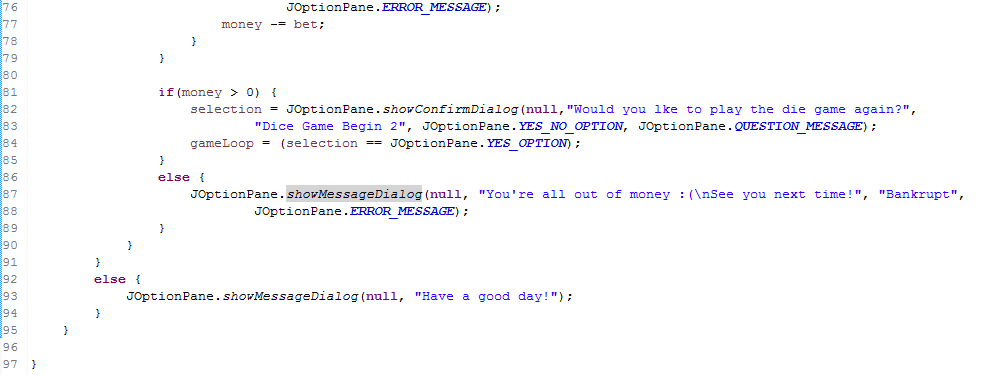 76 JOptionPane.ERROR_MESSAGE);
77 money -= bet;
78 }
79 }
80
81 if(money > 0) {
82 selection = JOptionPane.showConfirmDialog(null,"Would you lke to play the die game again?",
83 "Dice Game Begin 2", JOptionPane.YES_NO_OPTION, JOptionPane.QUESTION_MESSAGE);
84 gameLoop = (selection == JOptionPane.YES_OPTION);
85 }
86 else {
87 JOptionPane.showMessageDialog(null, "You're all out of money :(\nSee you next time!", "Bankrupt",
88 JOptionPane.ERROR_MESSAGE);
89 }
90 }
91 }
92 else {
93 JOptionPane.showMessageDialog(null, "Have a good day!");
94 }
95 }
96
97 }